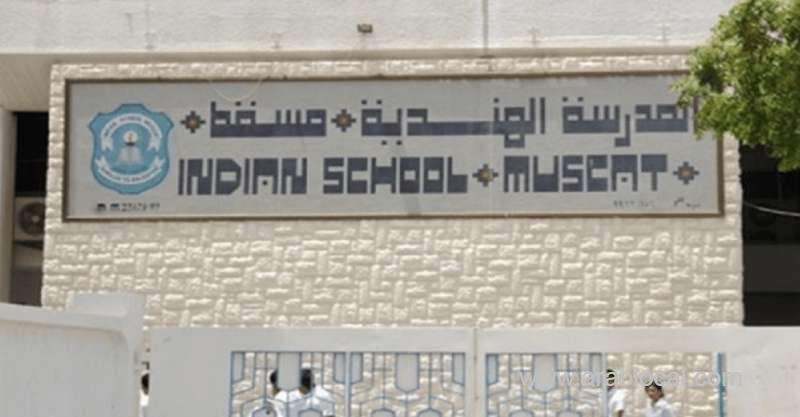 المدرسة الهندية مسقط
INDIAN SCHOOL MUSCAT